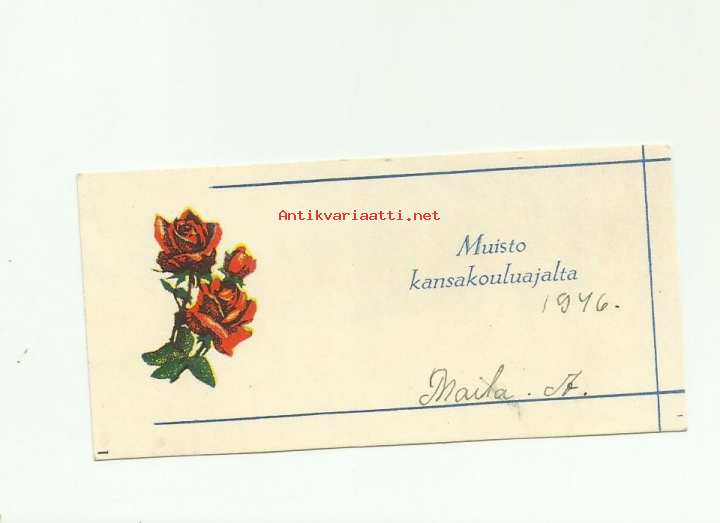 Antikvariaatti.net
Muisto
kansakouluajalta
1946.
Maila. A.